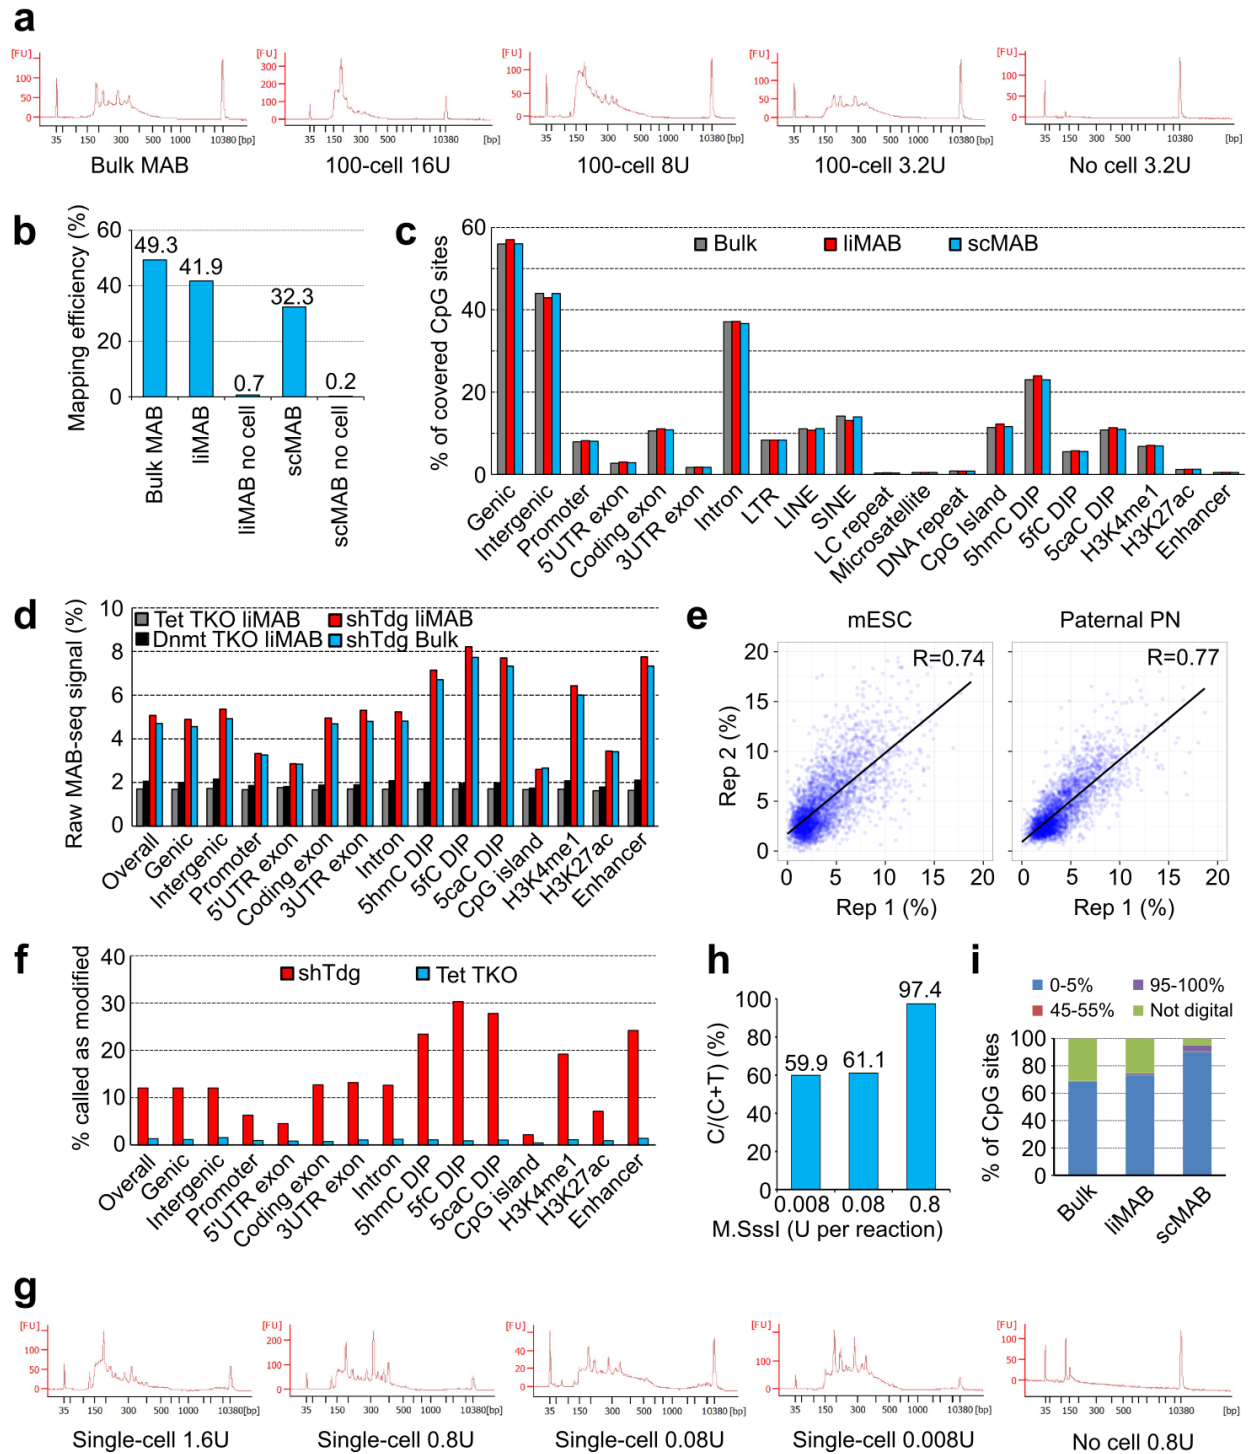 a
[FU] [FU] [FU] [FU] [FU]
100 50 0
300 200 100 0
100 50 0
100 50 0
100 50 0
35 150 300 500 1000 10380 [bp]
35 150 300 500 1000 10380[bp]
35 150 300 500 1000 10380[bp]
35 150 300 500 1000 10380[bp]
35 150 300 500 10380 [bp]
Bulk MAB
100-cell 16U
100-cell 8U
100-cell 3.2U
No cell 3.2U
b
Mapping efficiency (%)
60
40
20
0
49.3
41.9
0.7
32.3
0.2
Bulk MAB
liMAB
liMAB no cell
scMAB
scMAB no cell
c
% of covered CpG sites
60
40
20
0
Bulk liMAB scMAB
Genic
Intergenic
Promoter
5'UTR exon
Coding exon
3UTR exon
Intron
LTR
LINE
SINE
LC repeat
Microsatellite
DNA repeat
CpG Island
5hmC DIP
5fC DIP
5caC DIP
H3K4me1
H3K27ac
Enhancer
d
Raw MAB-seq signal (%)
10
8
6
4
2
0
Tet TKO liMAB shTdg liMAB
Dnmt TKO liMAB shTdg Bulk
Overall
Genic
Intergenic
Promoter
5'UTR exon
Coding exon
3UTR exon
Intron
5hmC DIP
5fC DIP
5caC DIP
CpG island
H3K4me1
H3K27ac
Enhancer
e
mESC
Paternal PN
R=0.74
R=0.77
Rep 2 (%)
20
15
10
5
0
0 5 10 15 20
0 5 10 15 20
Rep 1 (%)
Rep 1 (%)
f
% called as modified
40
30
20
10
0
shTdg Tet TKO
Overall
Genic
Intergenic
Promoter
5'UTR exon
Coding exon
3UTR exon
Intron
5hmC DIP
5fC DIP
5caC DIP
CpG island
H3K4me1
H3K27ac
Enhancer
h
C/(C+T) (%)
100
80
60
40
20
0
59.9
61.1
97.4
0.008
0.08
0.8
M.SssI (U per reaction)
i
0-5% 95-100%
45-55% Not digital
% of CpG sites
100
80
60
40
20
0
Bulk
liMAB
scMAB
g
[FU] [FU] [FU] [FU] [FU]
100 50 0
200 100 0
40 20 0
100 0
100 50 0
35 150 300 500 1000 10380[bp]
35 150 300 500 1000 10380[bp]
35 150 300 500 1000 10380[bp]
35 150 300 500 1000 10380[bp]
35 150 300 500 10380 [bp]
Single-cell 1.6U
Single-cell 0.8U
Single-cell 0.08U
Single-cell 0.008U
No cell 0.8U